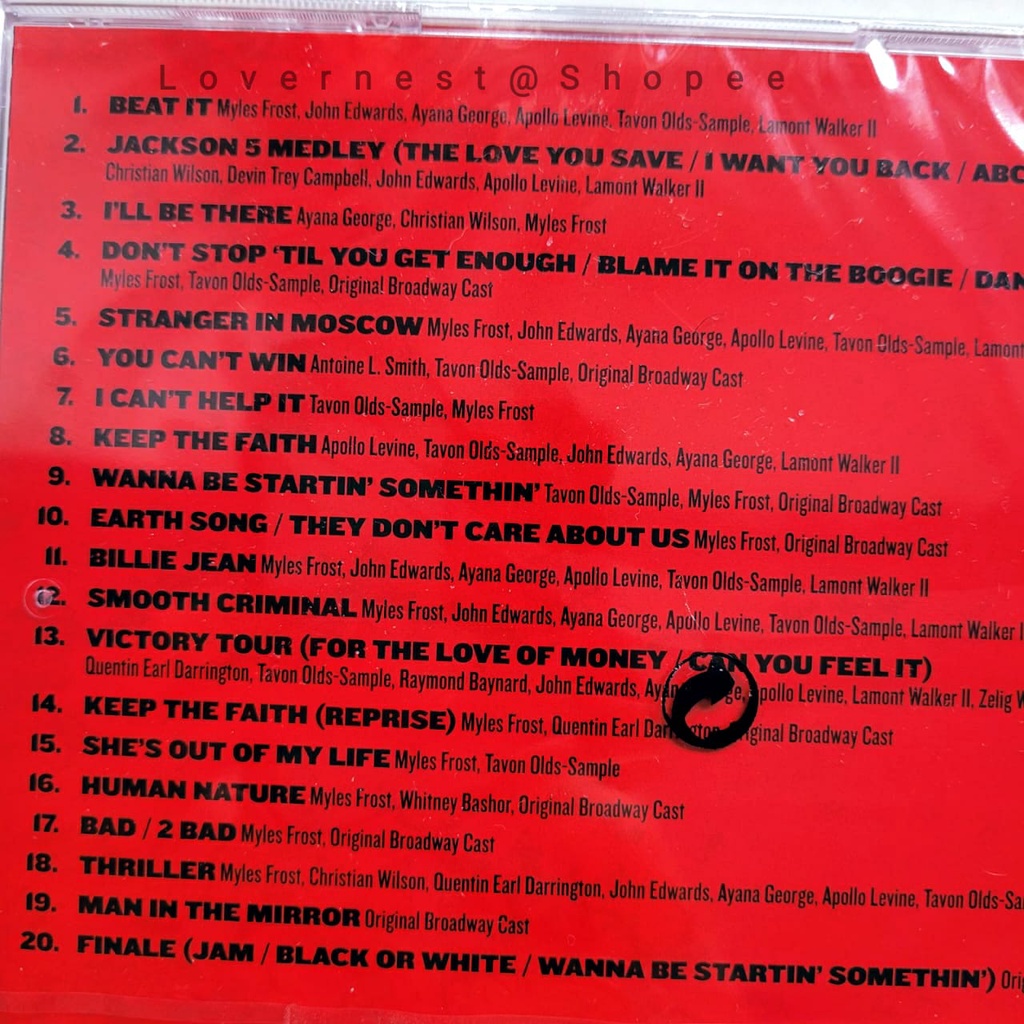 Lovernest@Shopee
1. BEAT IT Myles Frost, John Edwards, Ayana George, Apollo Levine, Tavon Olds-Sample, Lamont Walker II
2. JACKSON 5 MEDLEY (THE LOVE YOU SAVE / I WANT YOU BACK / ABC
Christian Wilson, Devin Trey Campbell, John Edwards, Apollo Levine, Lamont Walker II
3. I'LL BE THERE Ayana George, Christian Wilson, Myles Frost
4. DON'T STOP 'TIL YOU GET ENOUGH / BLAME IT ON THE BOOGIE / DAN
Myles Frost, Tavon Olds-Sample, Original Broadway Cast
5. STRANGER IN MOSCOW Myles Frost, John Edwards, Ayana George, Apollo Levine, Tavon Olds-Sample, Lamont
6. YOU CAN'T WIN Antoine L. Smith, Tavon Olds-Sample, Original Broadway Cast
7. I CAN'T HELP IT Tavon Olds-Sample, Myles Frost
8. KEEP THE FAITH Apollo Levine, Tavon Olds-Sample, John Edwards, Ayana George, Lamont Walker II
9. WANNA BE STARTIN' SOMETHIN' Tavon Olds-Sample, Myles Frost, Original Broadway Cast
10. EARTH SONG / THEY DON'T CARE ABOUT US Myles Frost, Original Broadway Cast
11. BILLIE JEAN Myles Frost, John Edwards, Ayana George, Apollo Levine, Tavon Olds-Sample, Lamont Walker II
12. SMOOTH CRIMINAL Myles Frost, John Edwards, Ayana George, Apollo Levine, Tavon Olds-Sample, Lamont Walker I
13. VICTORY TOUR (FOR THE LOVE OF MONEY / CAN YOU FEEL IT)
Quentin Earl Darrington, Tavon Olds-Sample, Raymond Baynard, John Edwards, Apollo Levine, Lamont Walker II, Zelig W
14. KEEP THE FAITH (REPRISE) Myles Frost, Quentin Earl Broadway Cast
15. SHE'S OUT OF MY LIFE Myles Frost, Tavon Olds-Sample
16. HUMAN NATURE Myles Frost, Whitney Bashor, Original Broadway Cast
17. BAD / 2 BAD Myles Frost, Original Broadway Cast
18. THRILLER Myles Frost, Christian Wilson, Quentin Earl Darrington, John Edwards, Ayana George, Apollo Levine, Tavon Olds-Sa
19. MAN IN THE MIRROR Original Broadway Cast
20. FINALE (JAM / BLACK OR WHITE / WANNA BE STARTIN' SOMETHIN') Ori